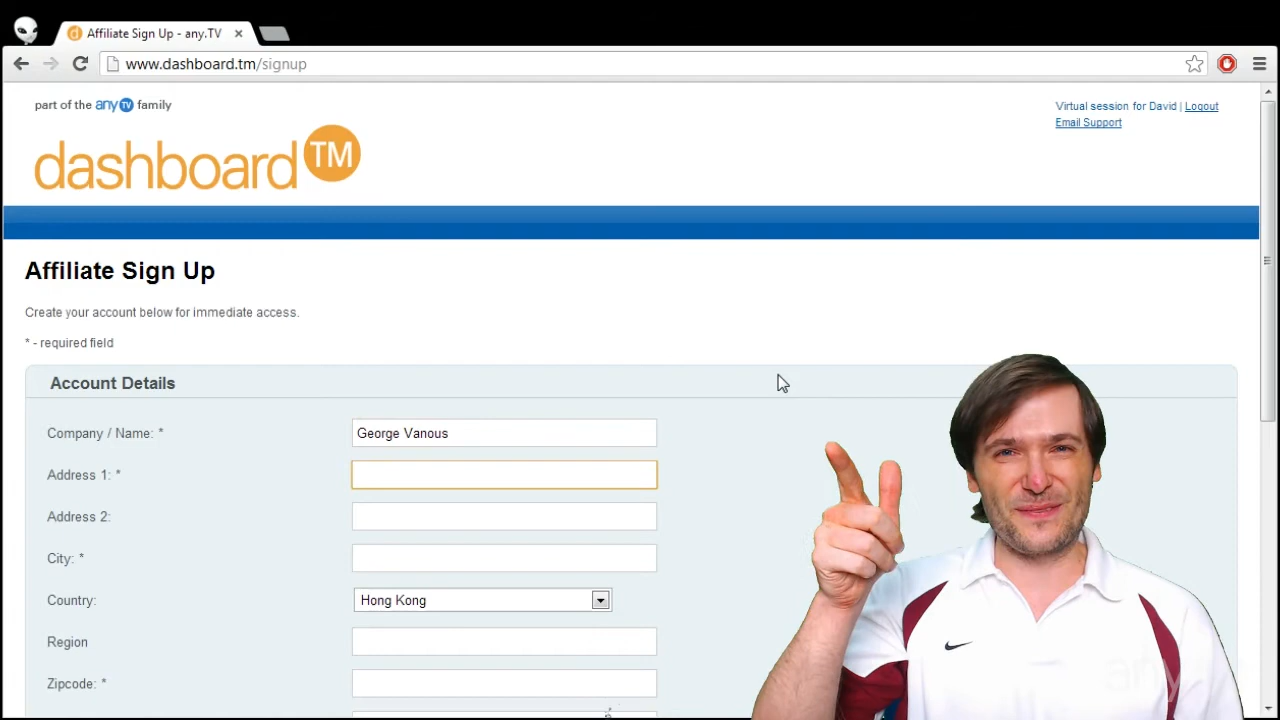 Affiliate Sign Up - any.TV
www.dashboard.tm/signup
part of the anyTV family
Virtual session for David | Logout
Email Support
dashboard TM
Affiliate Sign Up
Create your account below for immediate access.
* - required field
Account Details
Company / Name: * George Vanous
Address 1: *
Address 2:
City: *
Country: Hong Kong
Region
Zipcode: *
any